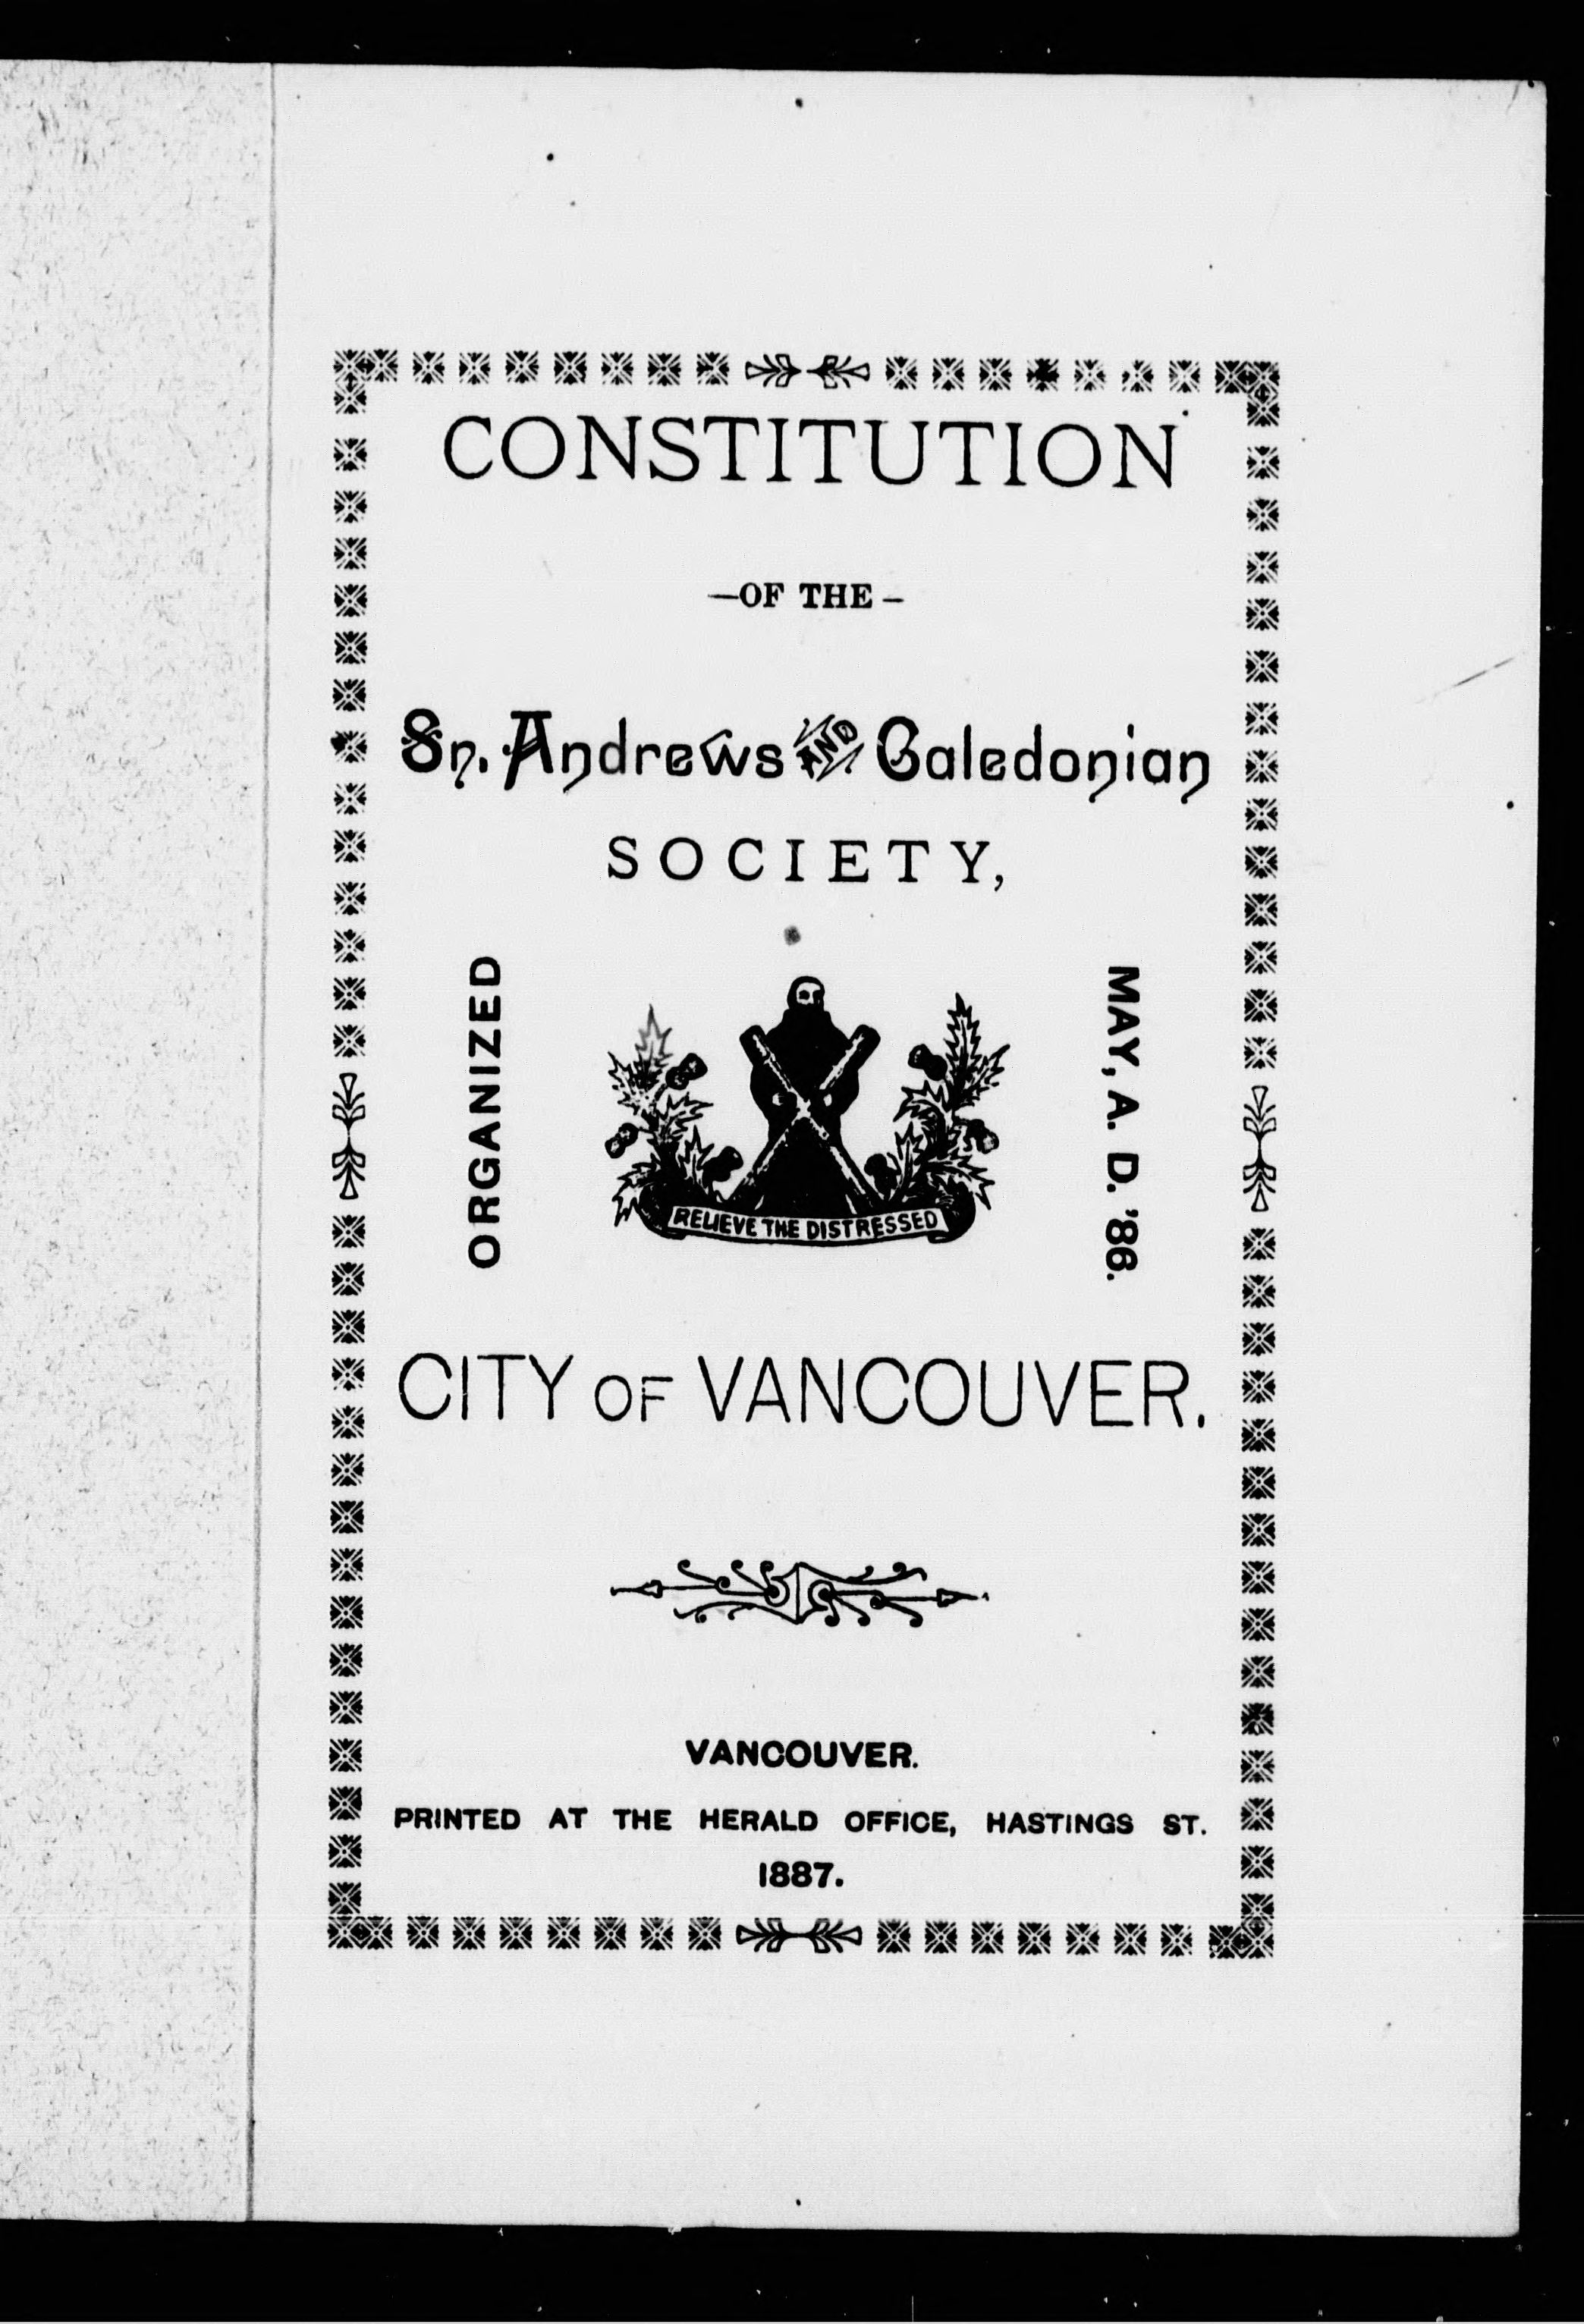 CONSTITUTION
—OF THE–
Sn. Andrews AND Caledonian
SOCIETY,
ORGANIZED
MAY, A. D. '86.
RELIEVE THE DISTRESSED
CITY OF VANCOUVER.
VANCOUVER.
PRINTED AT THE HERALD OFFICE, HASTINGS ST.
1887.